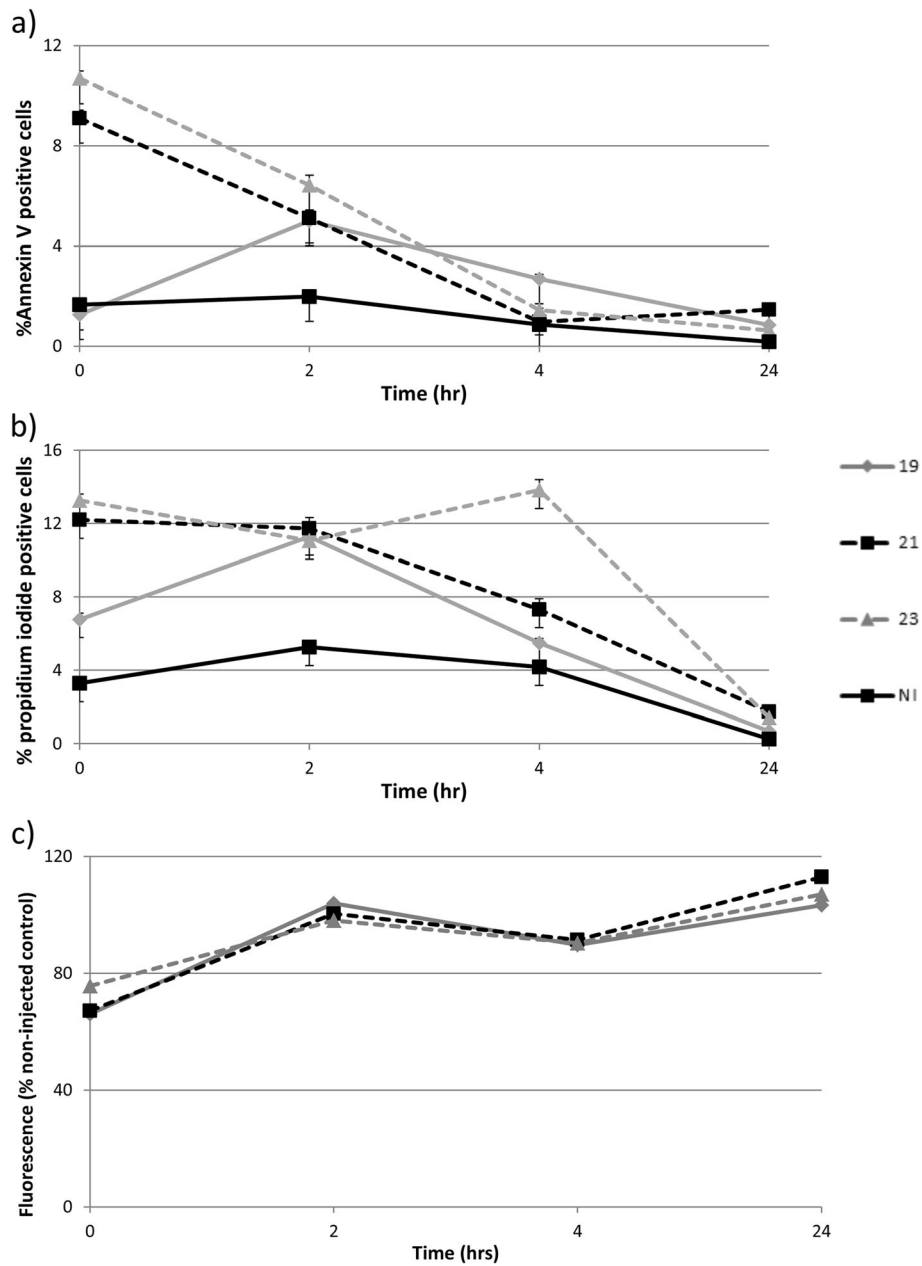 a)
12
8
4
0
%Annexin V positive cells
0 2 4 24
Time (hr)
b)
16
12
8
4
0
% propidium iodide positive cells
0 2 4 24
Time (hr)
19
21
23
NI
c)
120
80
40
0
Fluorescence (% non-injected control)
0 2 4 24
Time (hrs)